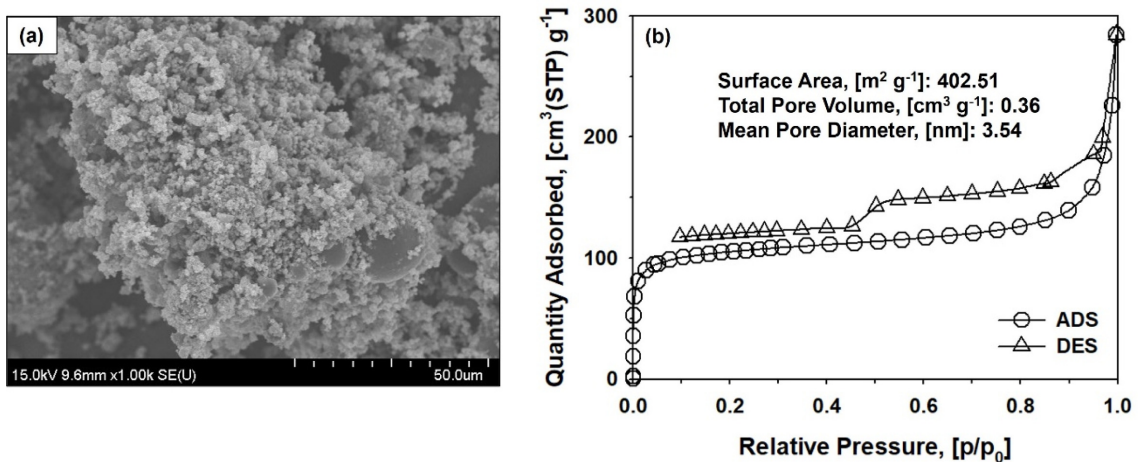 (a)
15.0kV 9.6mm x1.00k SE(U)
50.0um
(b)
Surface Area, [m² g⁻¹]: 402.51
Total Pore Volume, [cm³ g⁻¹]: 0.36
Mean Pore Diameter, [nm]: 3.54
Quantity Adsorbed, [cm³(STP) g⁻¹]
300
200
100
0
ADS
DES
0.0 0.2 0.4 0.6 0.8 1.0
Relative Pressure, [p/p₀]